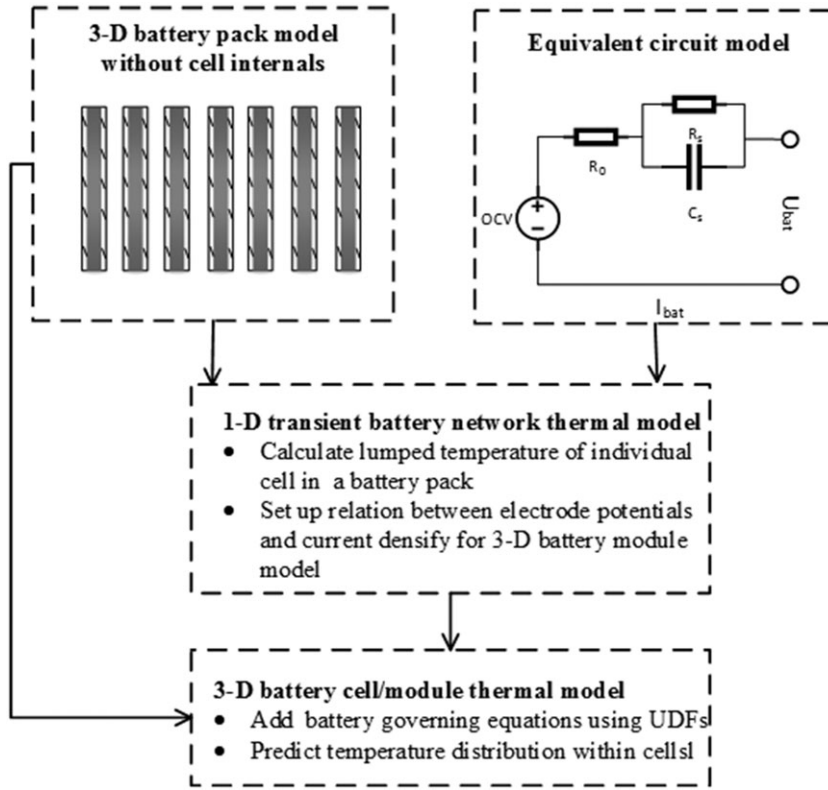 3-D battery pack model
without cell internals
Equivalent circuit model
R₀
Rₛ
Cₛ
OCV
+
−
U_bat
I_bat
1-D transient battery network thermal model
• Calculate lumped temperature of individual
cell in a battery pack
• Set up relation between electrode potentials
and current densify for 3-D battery module
model
3-D battery cell/module thermal model
• Add battery governing equations using UDFs
• Predict temperature distribution within cellsl